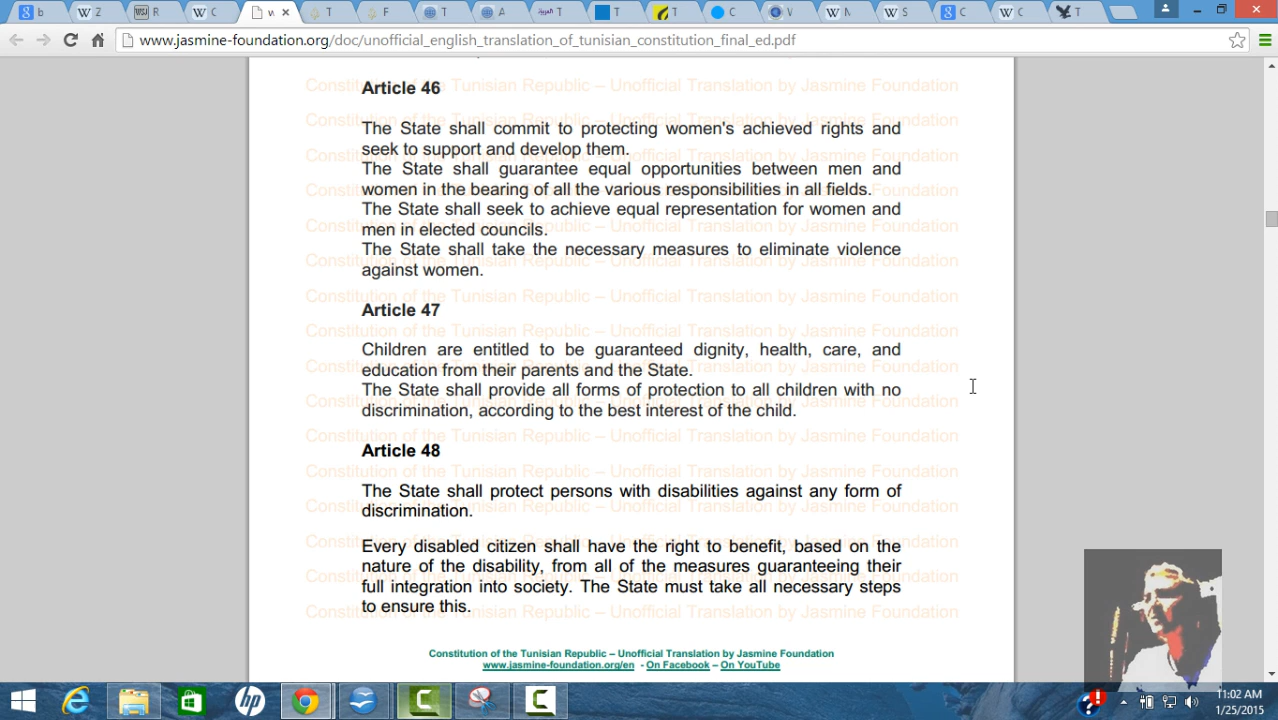 b
Z
R
C
v
T
F
T
A
T
T
T
C
V
N
S
C
C
T
www.jasmine-foundation.org/doc/unofficial_english_translation_of_tunisian_constitution_final_ed.pdf
Constitution of the Tunisian Republic – Unofficial Translation by Jasmine Foundation
Article 46
The State shall commit to protecting women's achieved rights and
seek to support and develop them.
The State shall guarantee equal opportunities between men and
women in the bearing of all the various responsibilities in all fields.
The State shall seek to achieve equal representation for women and
men in elected councils.
The State shall take the necessary measures to eliminate violence
against women.
Article 47
Children are entitled to be guaranteed dignity, health, care, and
education from their parents and the State.
The State shall provide all forms of protection to all children with no
discrimination, according to the best interest of the child.
Article 48
The State shall protect persons with disabilities against any form of
discrimination.
Every disabled citizen shall have the right to benefit, based on the
nature of the disability, from all of the measures guaranteeing their
full integration into society. The State must take all necessary steps
to ensure this.
Constitution of the Tunisian Republic – Unofficial Translation by Jasmine Foundation
www.jasmine-foundation.org/en - On Facebook – On YouTube
11:02 AM
1/25/2015